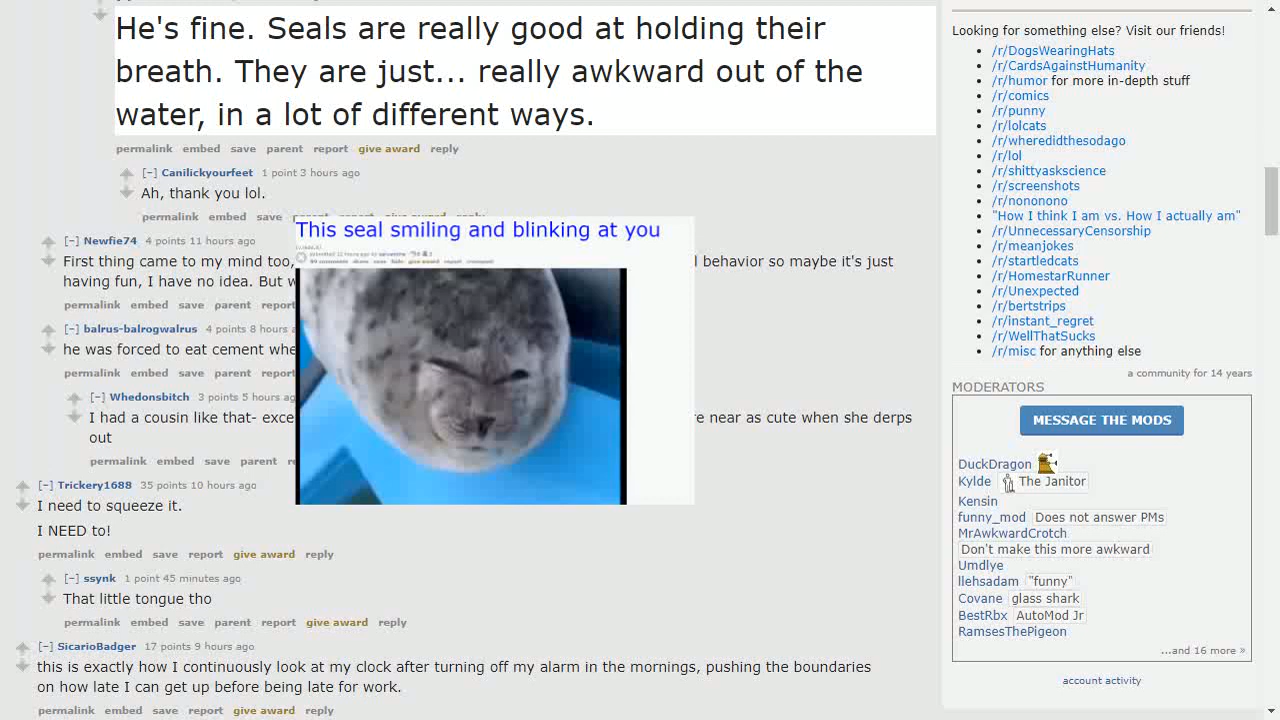 He's fine. Seals are really good at holding their
breath. They are just... really awkward out of the
water, in a lot of different ways.
permalink embed save parent report give award reply
[–] Canilickyourfeet 1 point 3 hours ago
Ah, thank you lol.
permalink embed save
[–] Newfie74 4 points 11 hours ago
First thing came to my mind too,
l behavior so maybe it's just
having fun, I have no idea. But w
permalink embed save parent report
[–] balrus-balrogwalrus 4 points 8 hours a
he was forced to eat cement whe
permalink embed save parent report
[–] Whedonsbitch 3 points 5 hours ag
I had a cousin like that- exce
re near as cute when she derps
out
permalink embed save parent re
This seal smiling and blinking at you
[–] Trickery1688 35 points 10 hours ago
I need to squeeze it.
I NEED to!
permalink embed save report give award reply
[–] ssynk 1 point 45 minutes ago
That little tongue tho
permalink embed save parent report give award reply
[–] SicarioBadger 17 points 9 hours ago
this is exactly how I continuously look at my clock after turning off my alarm in the mornings, pushing the boundaries
on how late I can get up before being late for work.
permalink embed save report give award reply
Looking for something else? Visit our friends!
/r/DogsWearingHats
/r/CardsAgainstHumanity
/r/humor for more in-depth stuff
/r/comics
/r/punny
/r/lolcats
/r/wheredidthesodago
/r/lol
/r/shittyaskscience
/r/screenshots
/r/nononono
"How I think I am vs. How I actually am"
/r/UnnecessaryCensorship
/r/meanjokes
/r/startledcats
/r/HomestarRunner
/r/Unexpected
/r/bertstrips
/r/instant_regret
/r/WellThatSucks
/r/misc for anything else
a community for 14 years
MODERATORS
MESSAGE THE MODS
DuckDragon
Kylde The Janitor
Kensin
funny_mod Does not answer PMs
MrAwkwardCrotch
Don't make this more awkward
Umdlye
llehsadam "funny"
Covane glass shark
BestRbx AutoMod Jr
RamsesThePigeon
...and 16 more »
account activity